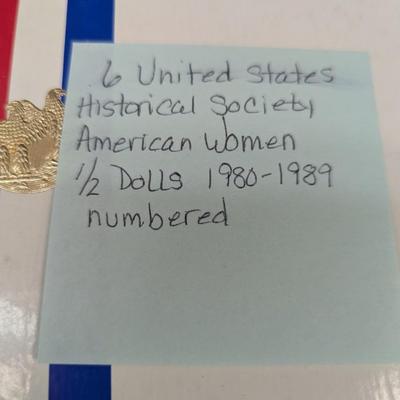 6 United States
Historical Society
American Women
1/2 Dolls 1980-1989
numbered